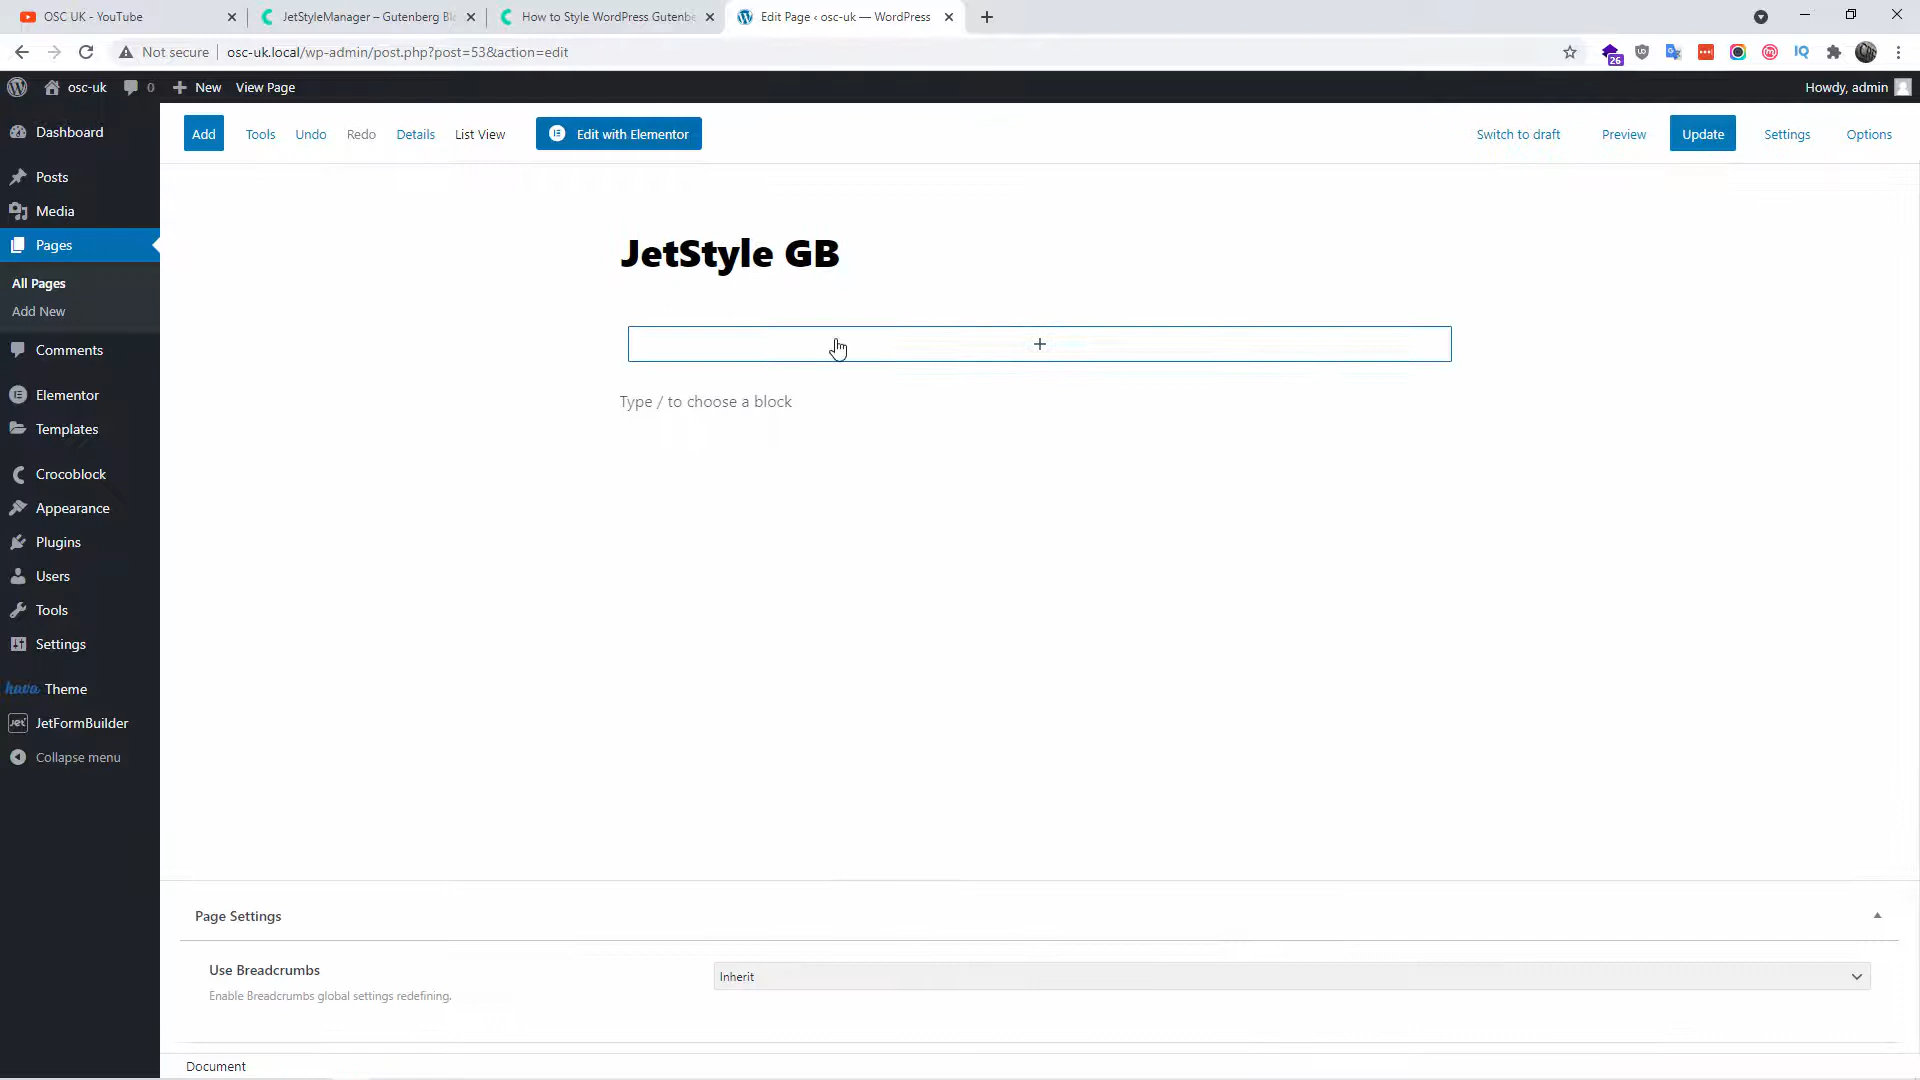 OSC UK - YouTube
JetStyleManager – Gutenberg Bl
How to Style WordPress Gutenbe
Edit Page ‹ osc-uk — WordPress
Not secure
osc-uk.local/wp-admin/post.php?post=53&action=edit
26
osc-uk
0
New
View Page
Howdy, admin
Dashboard
Posts
Media
Pages
All Pages
Add New
Comments
Elementor
Templates
Crocoblock
Appearance
Plugins
Users
Tools
Settings
kava Theme
JetFormBuilder
Collapse menu
Add
Tools
Undo
Redo
Details
List View
Edit with Elementor
Switch to draft
Preview
Update
Settings
Options
JetStyle GB
Type / to choose a block
Page Settings
Use Breadcrumbs
Enable Breadcrumbs global settings redefining.
Inherit
Document